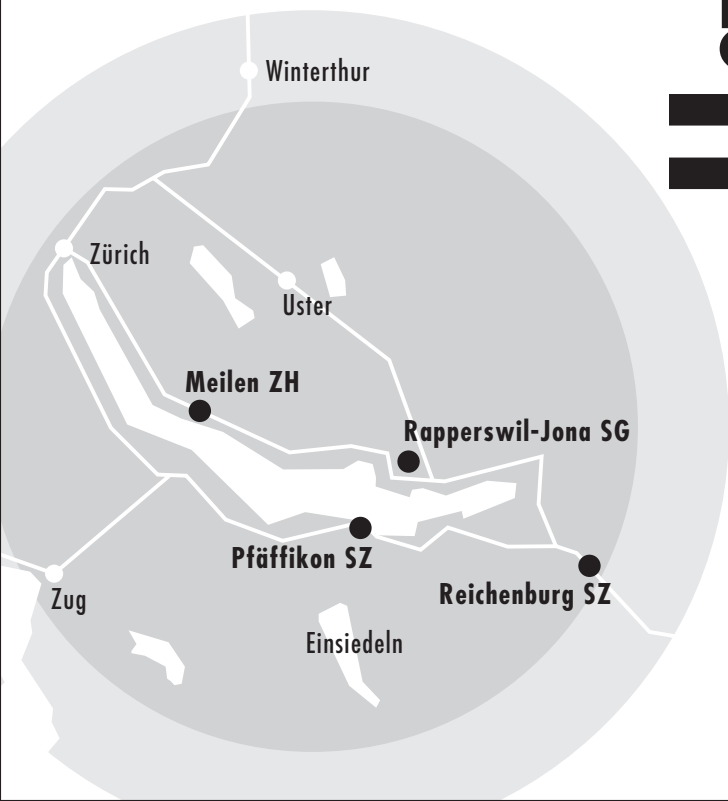 Winterthur
Zürich
Uster
Meilen ZH
Rapperswil-Jona SG
Pfäffikon SZ
Reichenburg SZ
Zug
Einsiedeln